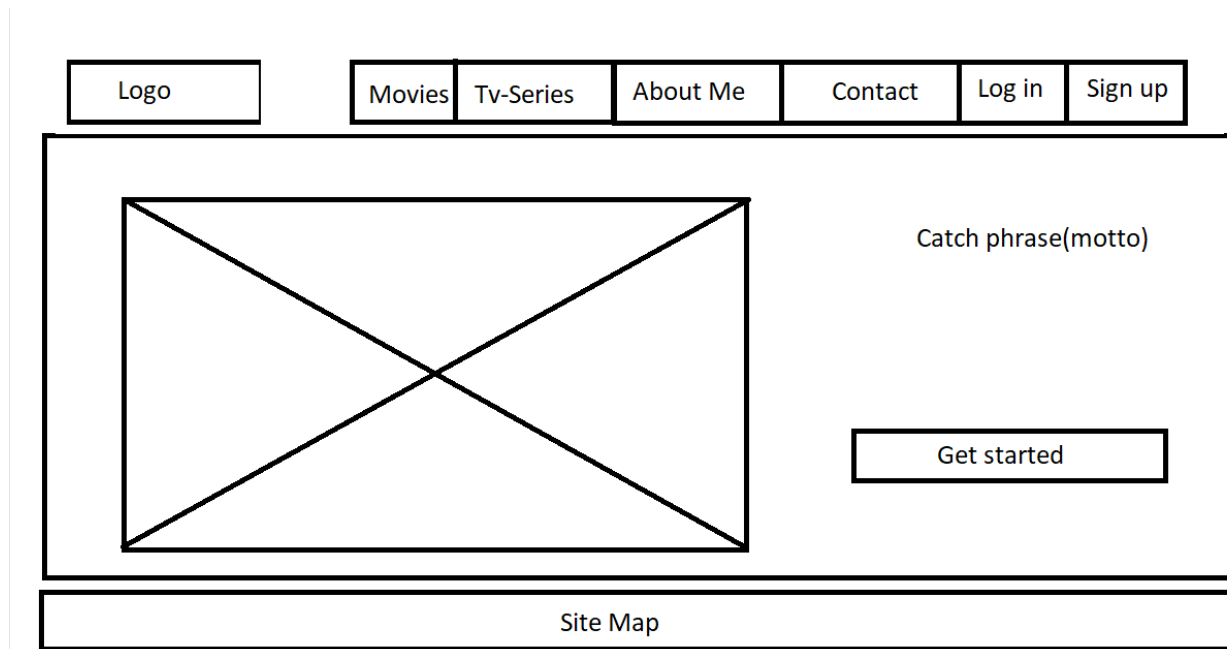 Logo
Movies Tv-Series About Me Contact Log in Sign up
Catch phrase(motto)
Get started
Site Map